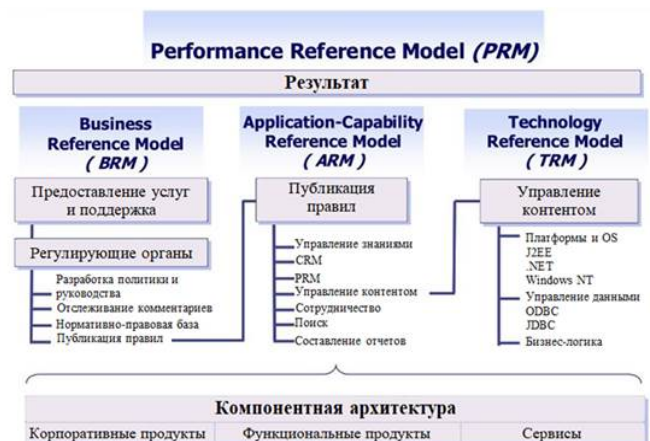 Performance Reference Model (PRM)
Результат
Business
Reference Model
( BRM )
Предоставление услуг
и поддержка
Регулирующие органы
Разработка политики и
руководства
Отслеживание комментариев
Нормативно-правовая база
Публикация правил
Application-Capability
Reference Model
( ARM )
Публикация
правил
Управление знаниями
CRM
PRM
Управление контентом
Сотрудничество
Поиск
Составление отчетов
Technology
Reference Model
( TRM )
Управление
контентом
Платформы и OS
J2EE
.NET
Windows NT
Управление данными
ODBC
JDBC
Бизнес-логика
Компонентная архитектура
Корпоративные продукты
Функциональные продукты
Сервисы